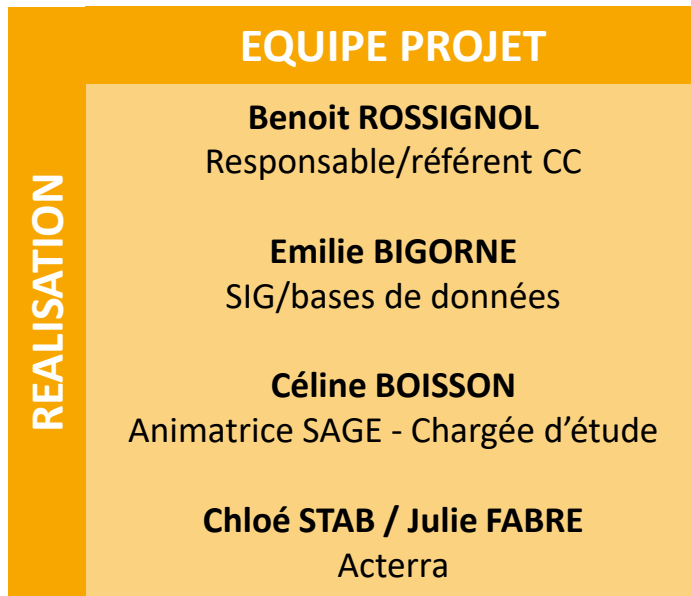 EQUIPE PROJET
REALISATION
Benoit ROSSIGNOL
Responsable/référent CC
Emilie BIGORNE
SIG/bases de données
Céline BOISSON
Animatrice SAGE - Chargée d’étude
Chloé STAB / Julie FABRE
Acterra